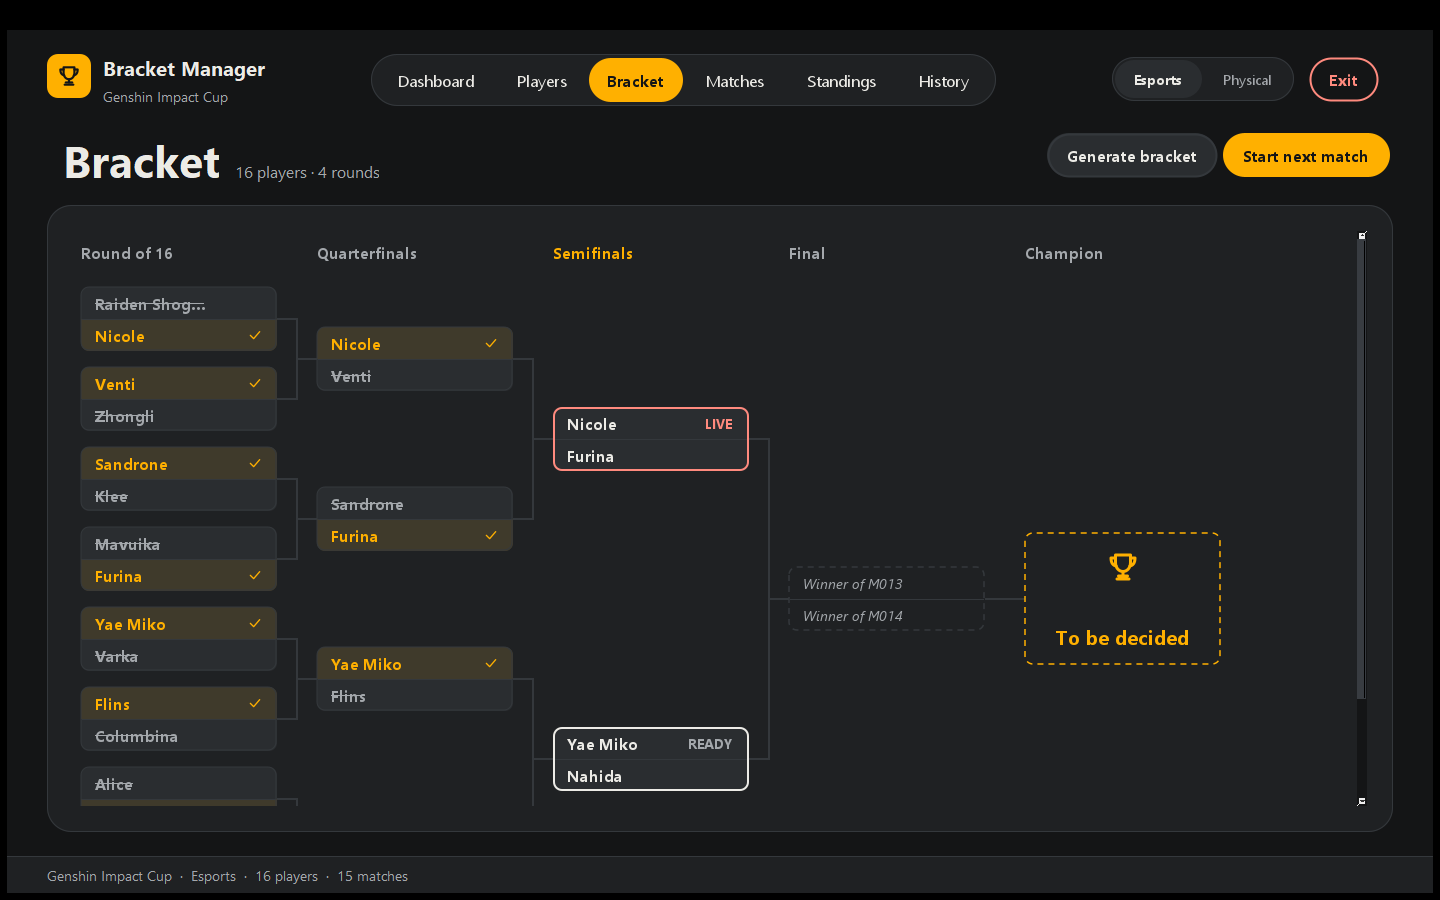 Bracket Manager
Genshin Impact Cup
Dashboard
Players
Bracket
Matches
Standings
History
Esports
Physical
Exit
Bracket
16 players · 4 rounds
Generate bracket
Start next match
Round of 16
Quarterfinals
Semifinals
Final
Champion
Raiden Shog...
Nicole
Venti
Zhongli
Sandrone
Klee
Mavuika
Furina
Yae Miko
Varka
Flins
Columbina
Alice
Nicole
Venti
Sandrone
Furina
Yae Miko
Flins
Nicole LIVE
Furina
Yae Miko READY
Nahida
Winner of M013
Winner of M014
To be decided
Genshin Impact Cup · Esports · 16 players · 15 matches